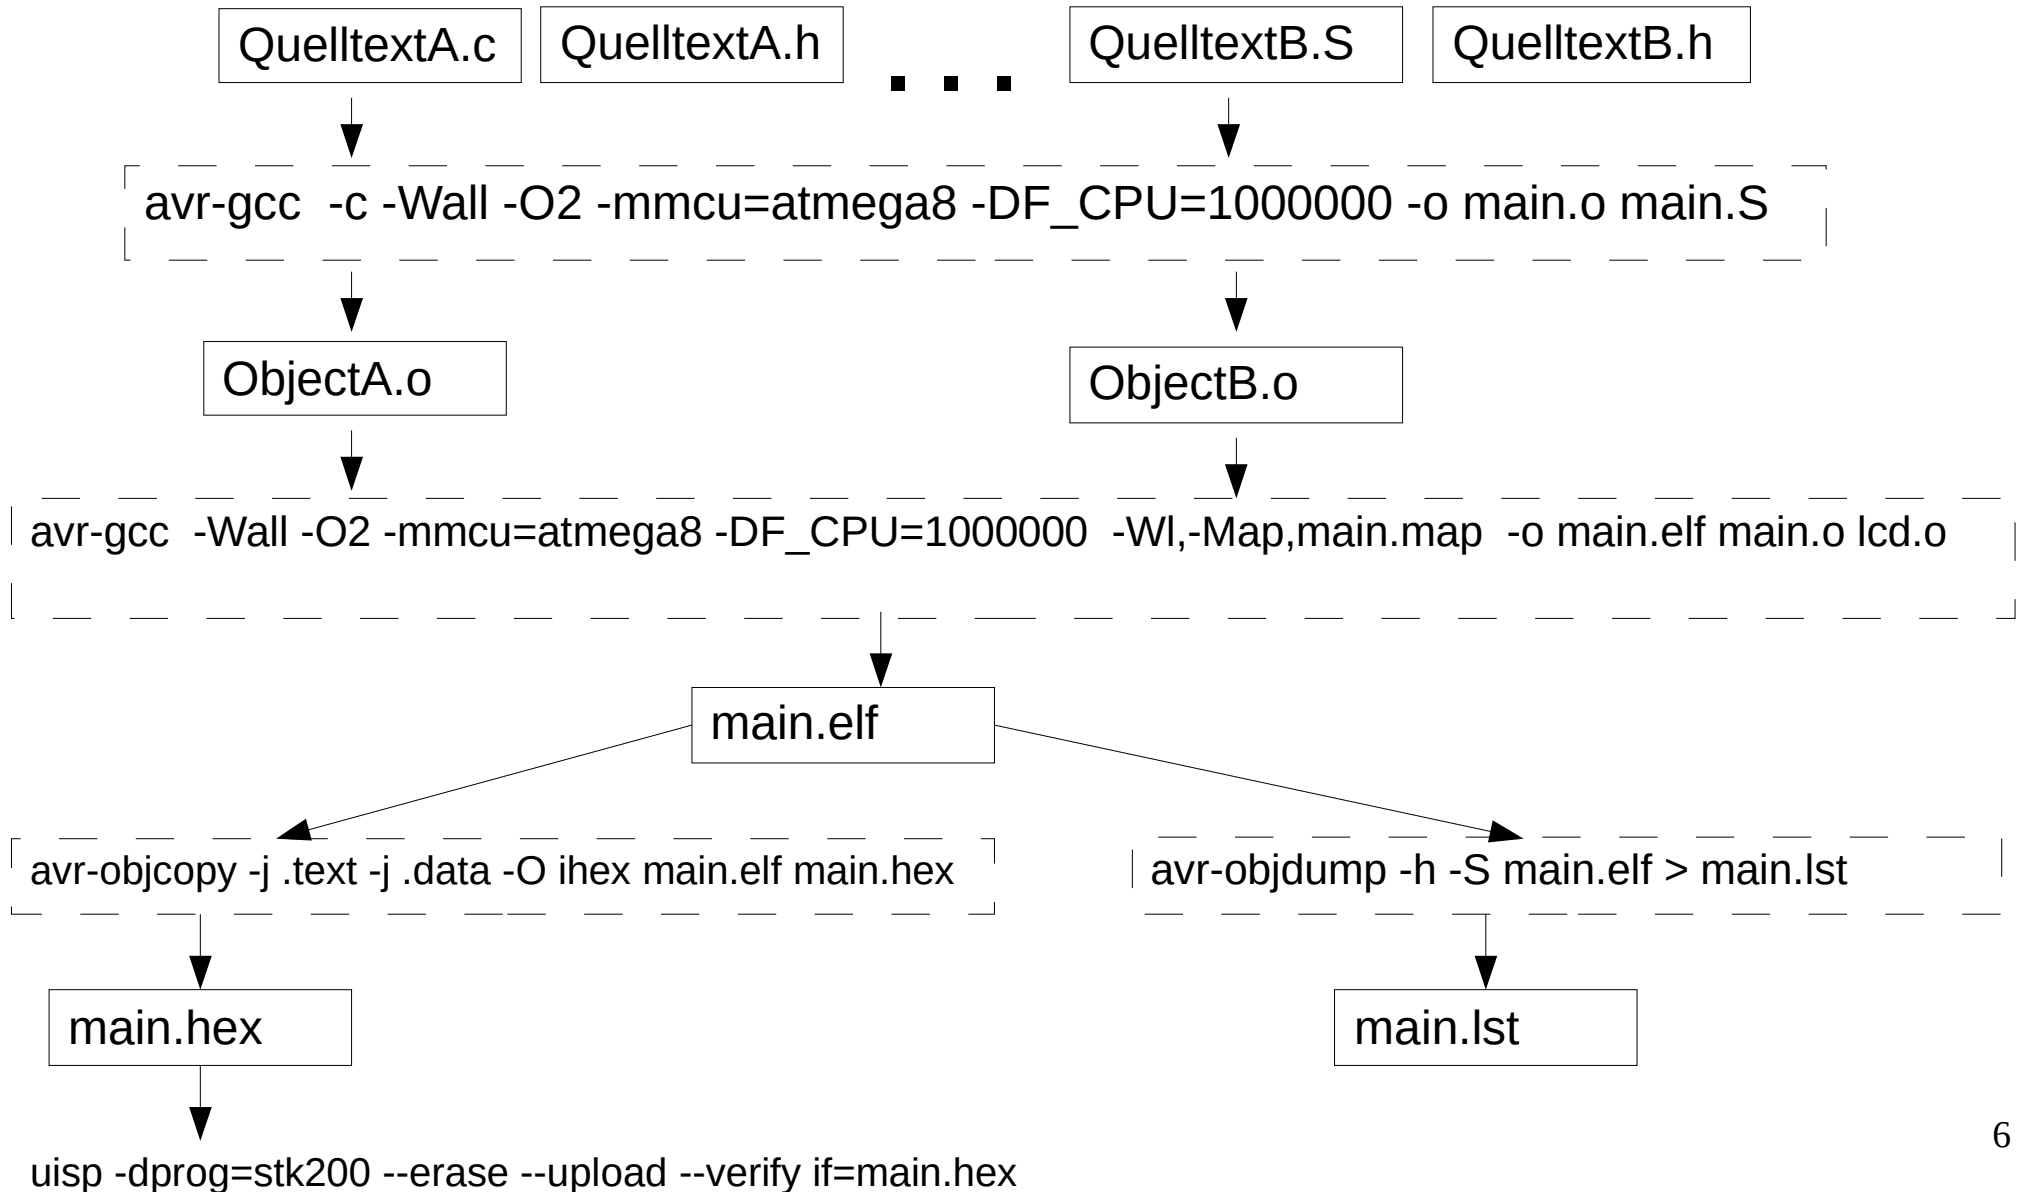 QuelltextA.c
QuelltextA.h
. . .
QuelltextB.S
QuelltextB.h
avr-gcc  -c -Wall -O2 -mmcu=atmega8 -DF_CPU=1000000 -o main.o main.S
ObjectA.o
ObjectB.o
avr-gcc  -Wall -O2 -mmcu=atmega8 -DF_CPU=1000000  -Wl,-Map,main.map  -o main.elf main.o lcd.o
main.elf
avr-objcopy -j .text -j .data -O ihex main.elf main.hex
avr-objdump -h -S main.elf > main.lst
main.hex
main.lst
uisp -dprog=stk200 --erase --upload --verify if=main.hex
6